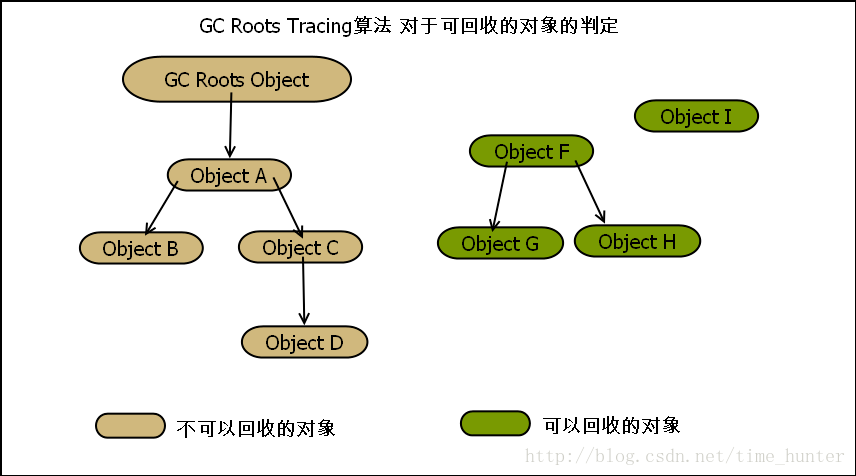 GC Roots Tracing算法 对于可回收的对象的判定
GC Roots Object
Object I
Object F
Object A
Object B
Object C
Object G
Object H
Object D
不可以回收的对象
可以回收的对象
http://blog.csdn.net/time_hunter